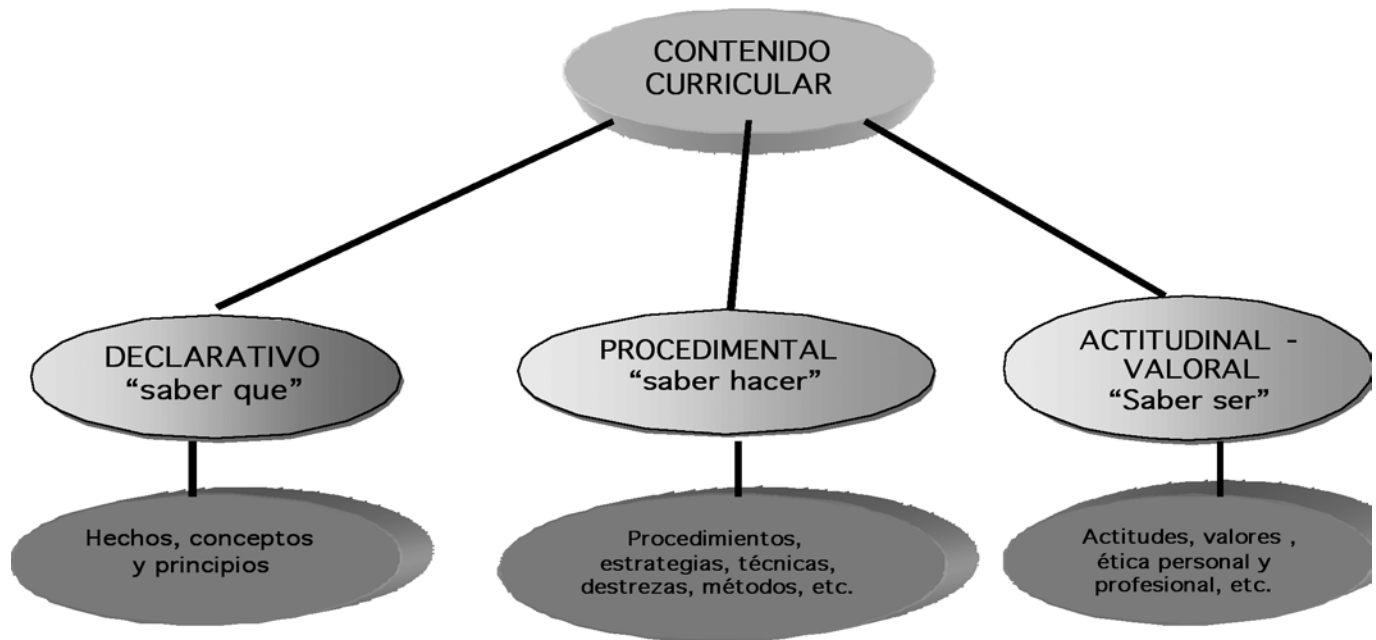 CONTENIDO
CURRICULAR
DECLARATIVO
“saber que”
PROCEDIMENTAL
“saber hacer”
ACTITUDINAL -
VALORAL
“Saber ser”
Hechos, conceptos
y principios
Procedimientos,
estrategias, técnicas,
destrezas, métodos, etc.
Actitudes, valores ,
ética personal y
profesional, etc.